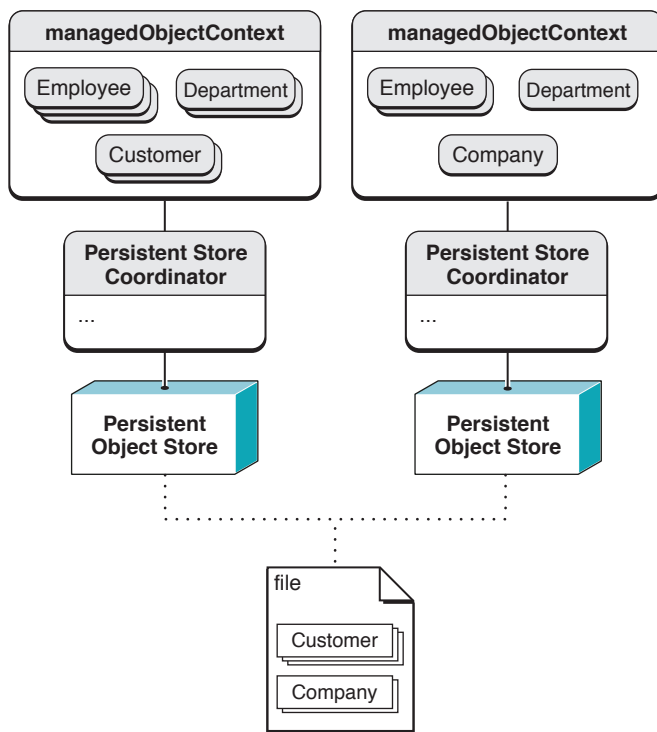 managedObjectContext
Employee
Department
Customer
Persistent Store
Coordinator
...
Persistent
Object Store
managedObjectContext
Employee
Department
Company
Persistent Store
Coordinator
...
Persistent
Object Store
file
Customer
Company